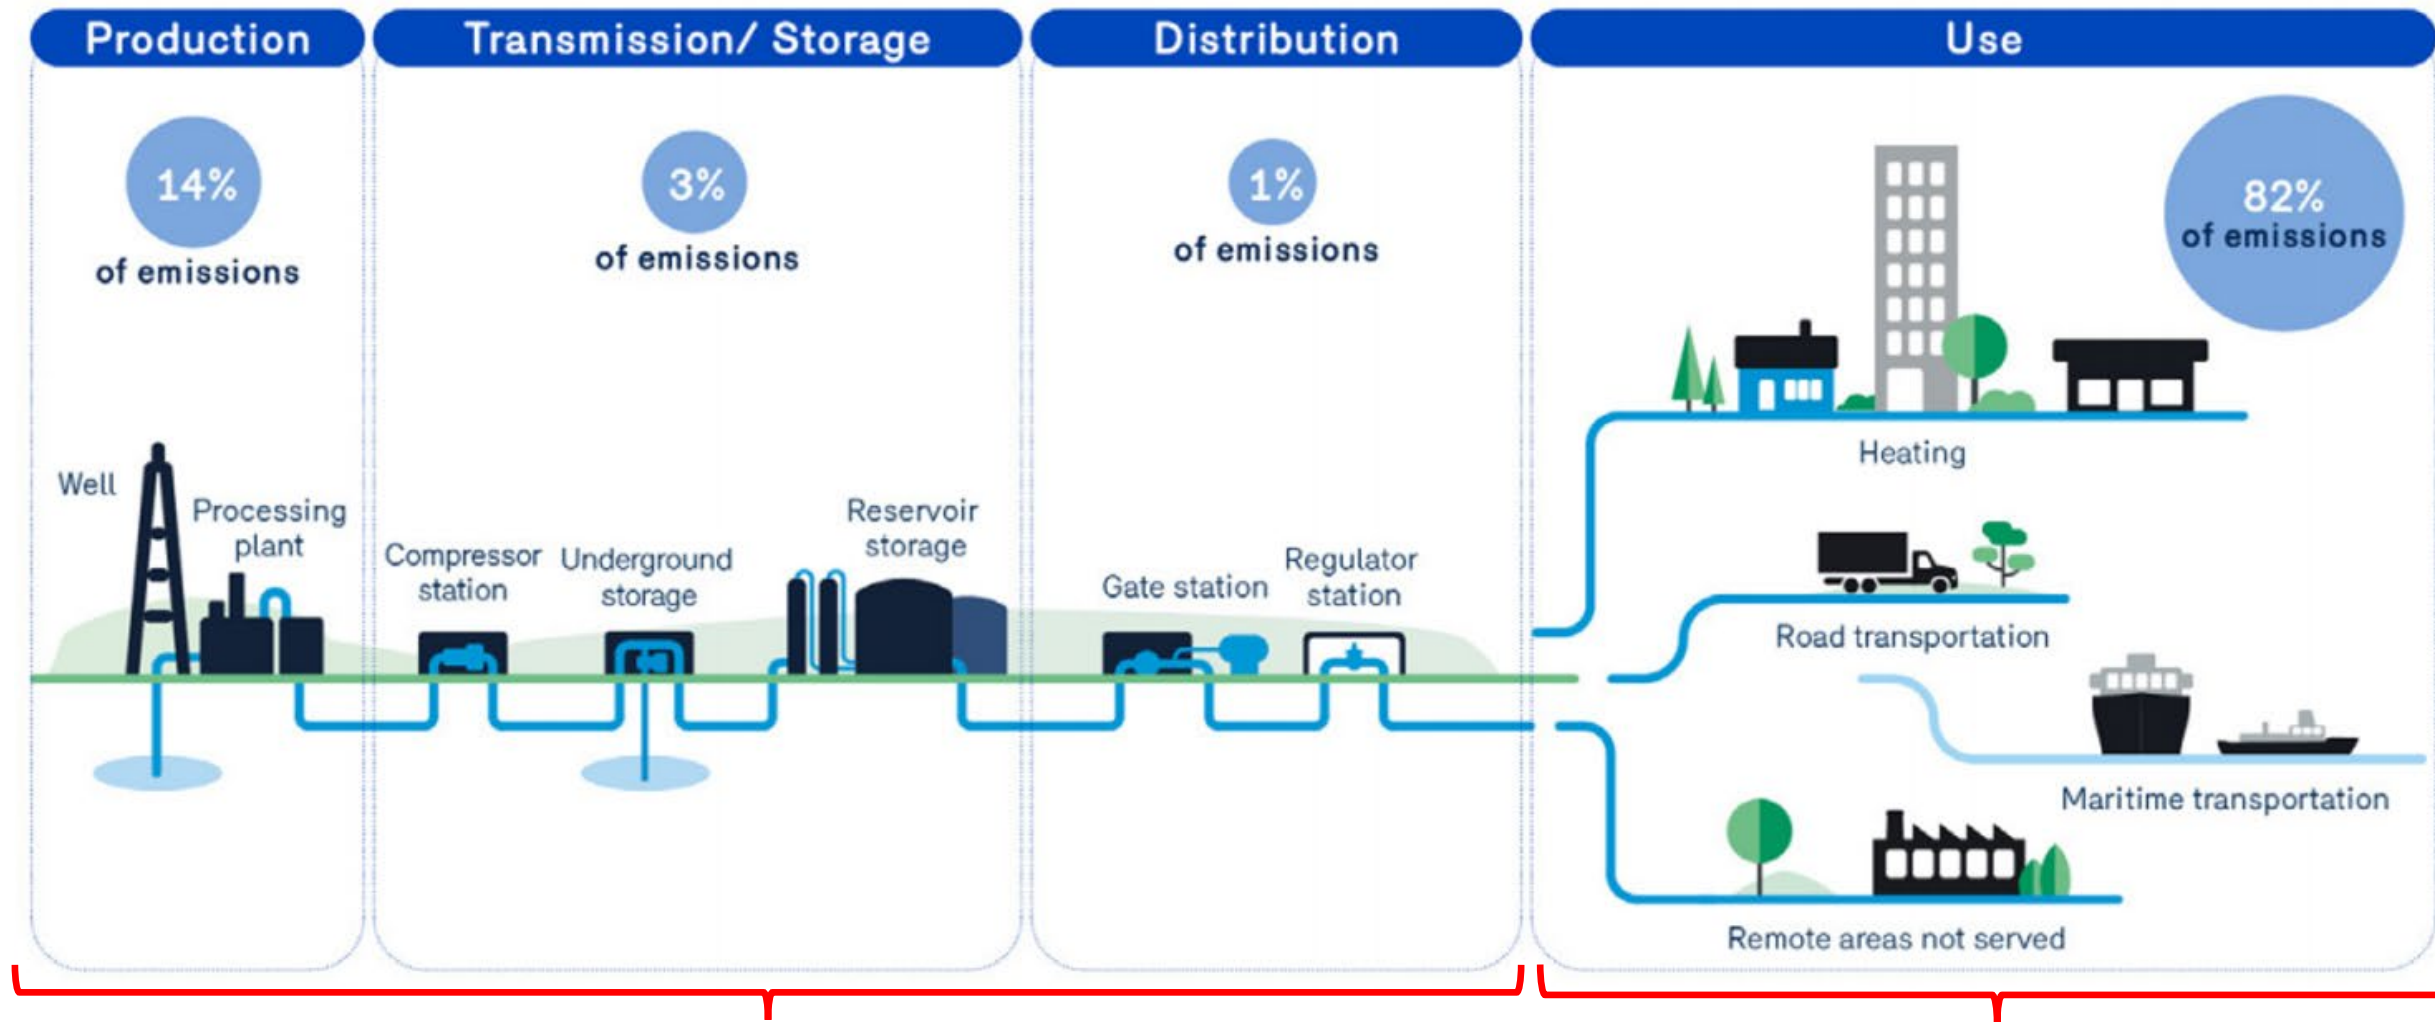 Production
14%
of emissions
Well
Processing
plant
Transmission/ Storage
3%
of emissions
Compressor
station
Underground
storage
Reservoir
storage
Distribution
1%
of emissions
Gate station
Regulator
station
Use
82%
of emissions
Heating
Road transportation
Maritime transportation
Remote areas not served